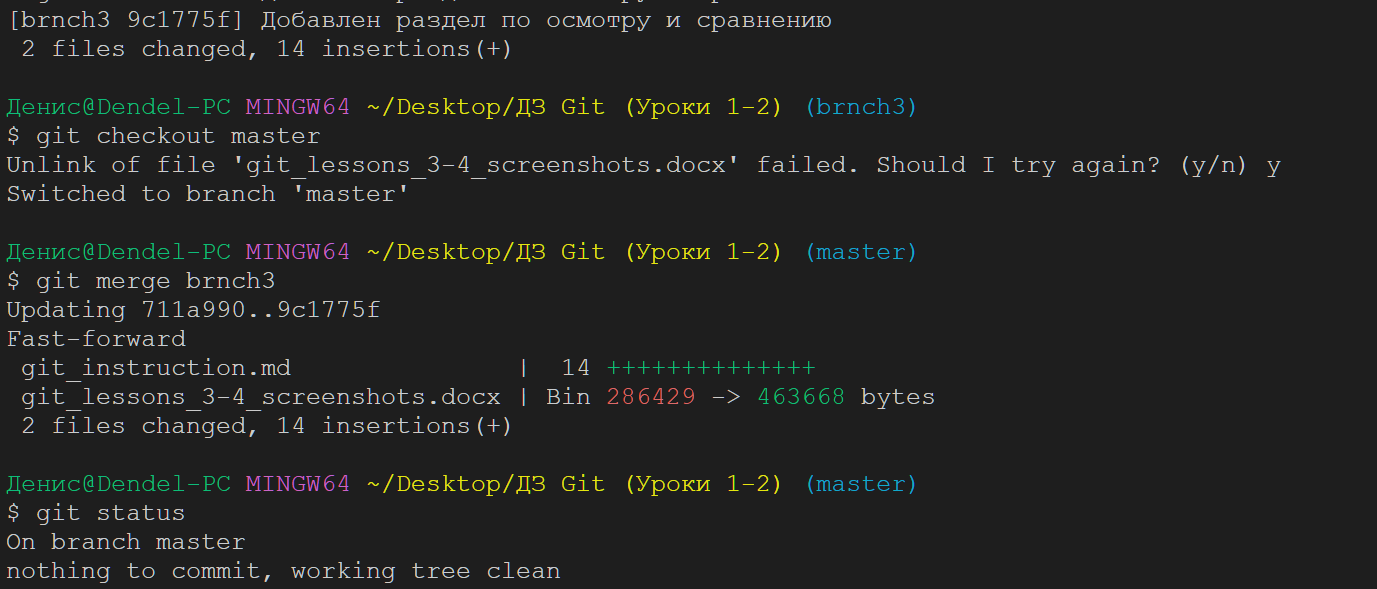 [brnch3 9c1775f] Добавлен раздел по осмотру и сравнению
2 files changed, 14 insertions(+)
Денис@Dendel-PC MINGW64 ~/Desktop/ДЗ Git (Уроки 1-2) (brnch3)
$ git checkout master
Unlink of file 'git_lessons_3-4_screenshots.docx' failed. Should I try again? (y/n) y
Switched to branch 'master'
Денис@Dendel-PC MINGW64 ~/Desktop/ДЗ Git (Уроки 1-2) (master)
$ git merge brnch3
Updating 711a990..9c1775f
Fast-forward
git_instruction.md | 14 ++++++++++++++
git_lessons_3-4_screenshots.docx | Bin 286429 -> 463668 bytes
2 files changed, 14 insertions(+)
Денис@Dendel-PC MINGW64 ~/Desktop/ДЗ Git (Уроки 1-2) (master)
$ git status
On branch master
nothing to commit, working tree clean